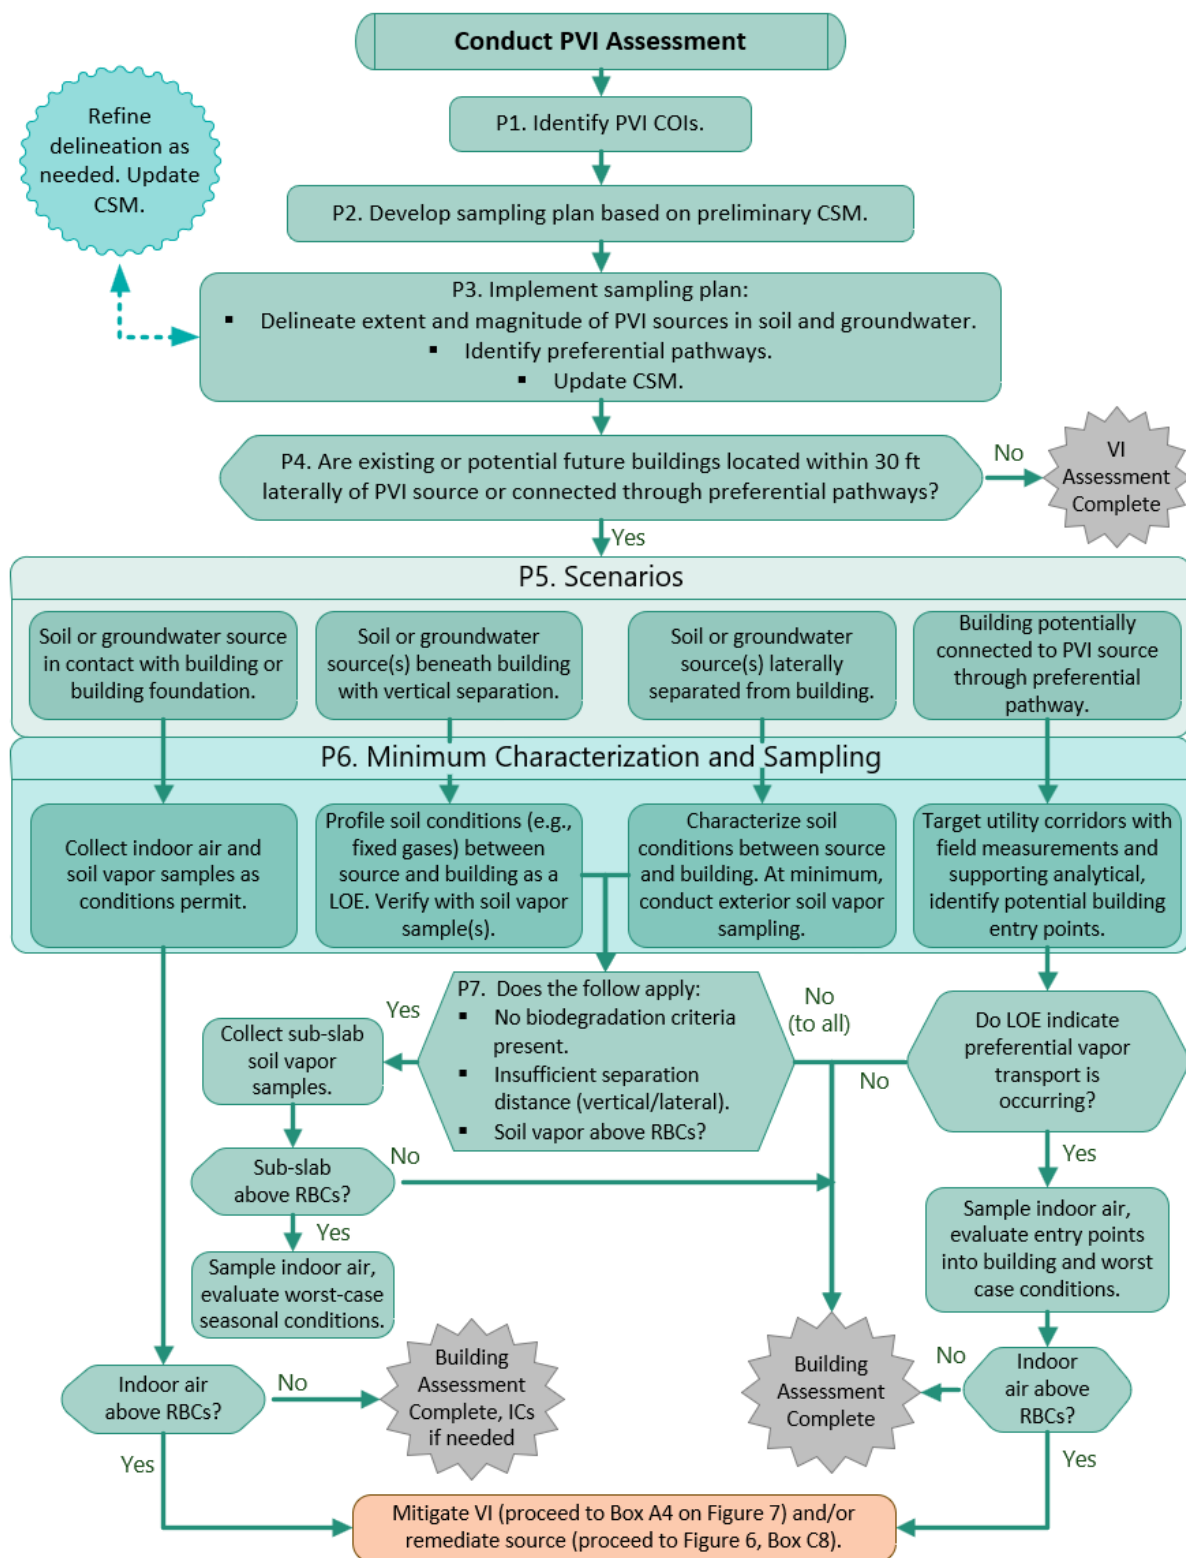 Conduct PVI Assessment
P1. Identify PVI COIs.
Refine
delineation as
needed. Update
CSM.
P2. Develop sampling plan based on preliminary CSM.
P3. Implement sampling plan:
▪ Delineate extent and magnitude of PVI sources in soil and groundwater.
▪ Identify preferential pathways.
▪ Update CSM.
P4. Are existing or potential future buildings located within 30 ft
laterally of PVI source or connected through preferential pathways?
No
VI
Assessment
Complete
Yes
P5. Scenarios
Soil or groundwater source
in contact with building or
building foundation.
Soil or groundwater
source(s) beneath building
with vertical separation.
Soil or groundwater
source(s) laterally
separated from building.
Building potentially
connected to PVI source
through preferential
pathway.
P6. Minimum Characterization and Sampling
Collect indoor air and
soil vapor samples as
conditions permit.
Profile soil conditions (e.g.,
fixed gases) between
source and building as a
LOE. Verify with soil vapor
sample(s).
Characterize soil
conditions between source
and building. At minimum,
conduct exterior soil vapor
sampling.
Target utility corridors with
field measurements and
supporting analytical,
identify potential building
entry points.
P7. Does the follow apply:
▪ No biodegradation criteria
present.
▪ Insufficient separation
distance (vertical/lateral).
▪ Soil vapor above RBCs?
Yes
No
(to all)
Collect sub-slab
soil vapor
samples.
No
Do LOE indicate
preferential vapor
transport is
occurring?
Sub-slab
above RBCs?
No
Yes
Yes
Sample indoor air,
evaluate worst-case
seasonal conditions.
Sample indoor air,
evaluate entry points
into building and worst
case conditions.
Indoor air
above RBCs?
No
Building
Assessment
Complete, ICs
if needed
Building
Assessment
Complete
No
Indoor
air above
RBCs?
Yes
Yes
Mitigate VI (proceed to Box A4 on Figure 7) and/or
remediate source (proceed to Figure 6, Box C8).